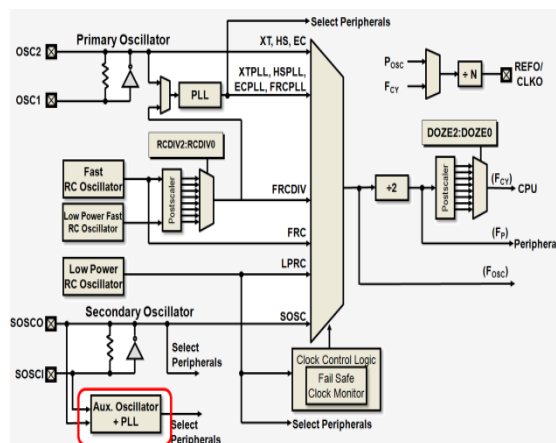 Select Peripherals
Primary Oscillator
OSC2
XT, HS, EC
OSC1
XTPLL, HSPLL,
ECPLL, FRCPLL
PLL
POSC
FCY
÷ N
REFO/
CLKO
RCDIV2:RCDIV0
DOZE2:DOZE0
Fast
RC Oscillator
Low Power Fast
RC Oscillator
Postscaler
FRCDIV
÷2
Postscaler
(FCY)
CPU
FRC
(FP)
Periphera
LPRC
Low Power
RC Oscillator
(FOSC)
Secondary Oscillator
SOSCO
SOSC
SOSCI
Select
Peripherals
Clock Control Logic
Fail Safe
Clock Monitor
Aux. Oscillator
+ PLL
Select
Peripherals
Select Peripherals